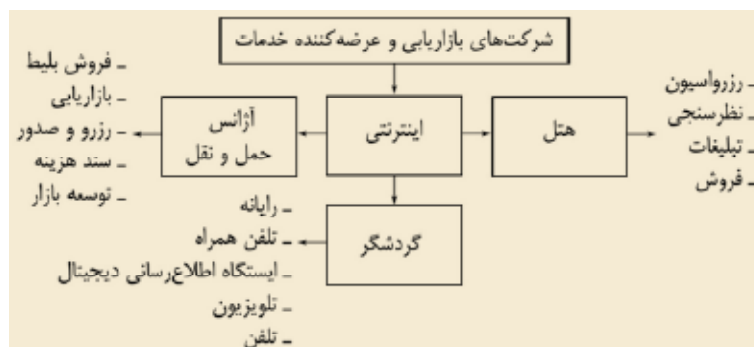 شرکت‌های بازاریابی و عرضه‌کننده خدمات
ـ رزرواسیون
ـ نظرسنجی
ـ تبلیغات
ـ فروش
هتل
اینترنتی
آژانس
حمل و نقل
ـ فروش بلیط
ـ بازاریابی
ـ رزرو و صدور
ـ سند هزینه
ـ توسعه بازار
گردشگر
ـ رایانه
ـ تلفن همراه
ـ ایستگاه اطلاع‌رسانی دیجیتال
ـ تلویزیون
ـ تلفن